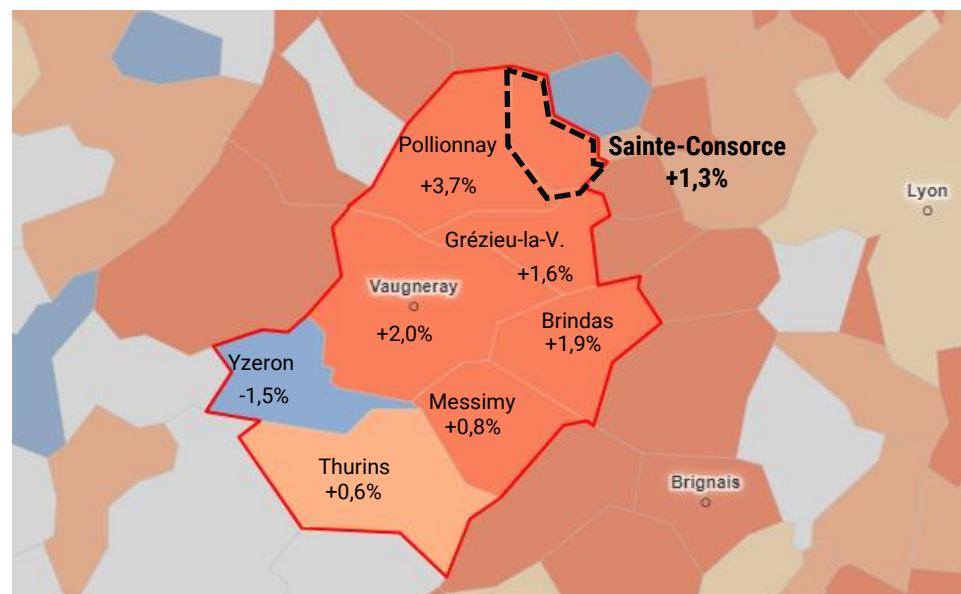 Pollionnay
+3,7%
Sainte-Consorce
+1,3%
Lyon
Grézieu-la-V.
+1,6%
Vaugneray
+2,0%
Brindas
+1,9%
Yzeron
-1,5%
Messimy
+0,8%
Thurins
+0,6%
Brignais